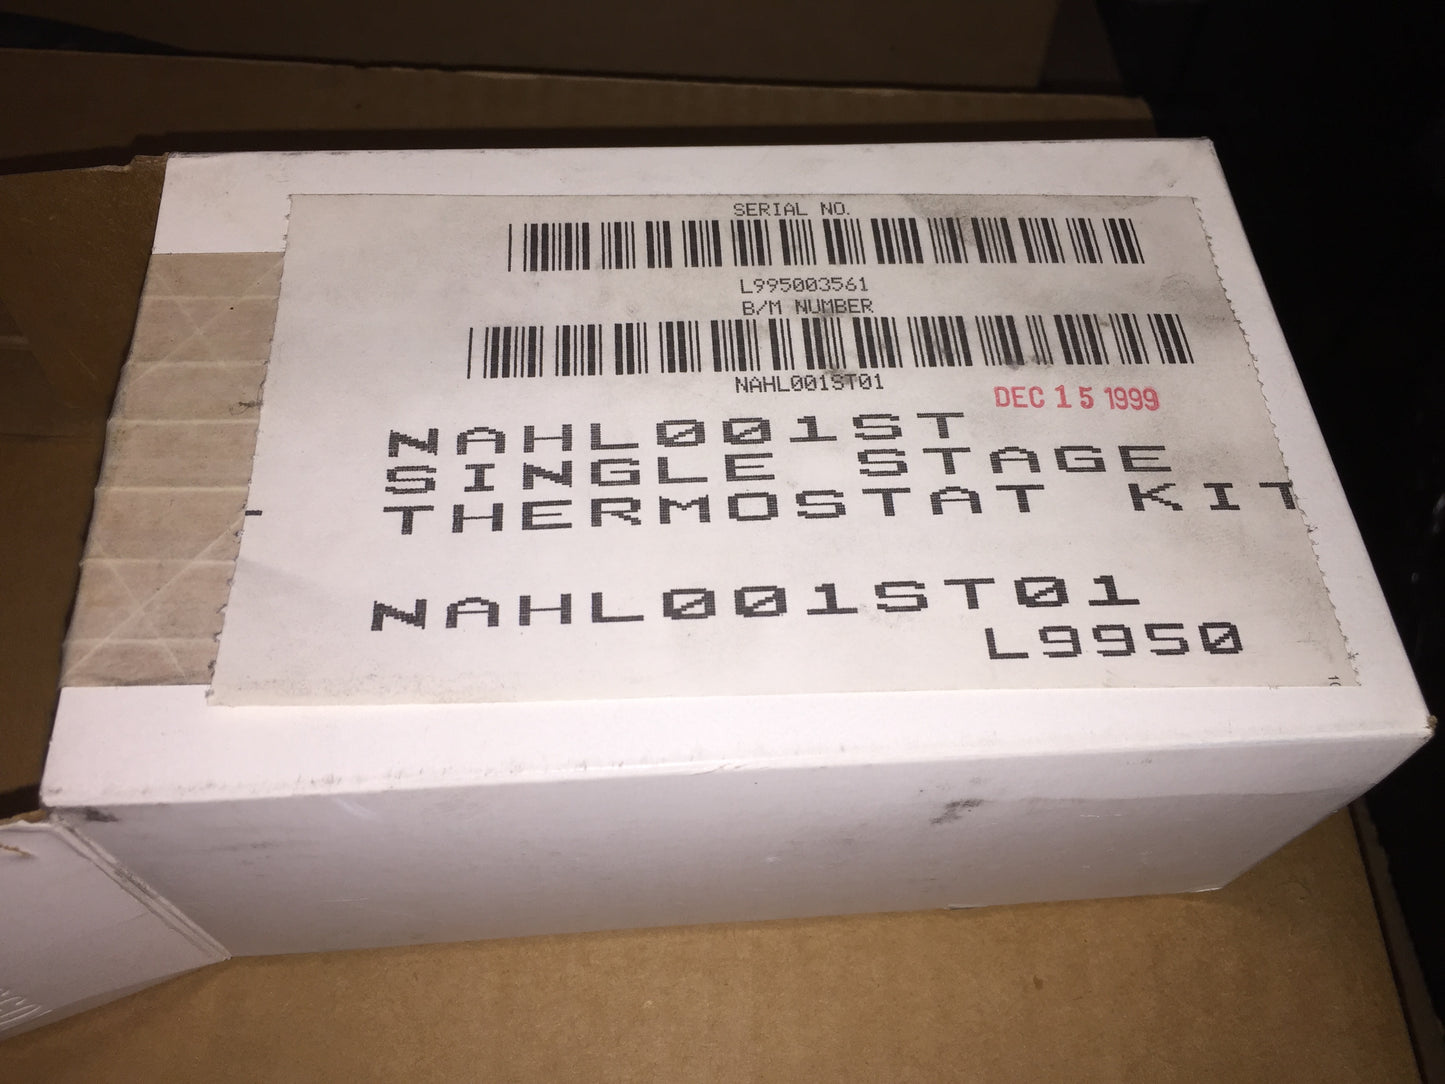 SERIAL NO.
L995003561
B/M NUMBER
NAHL001ST01
DEC 15 1999
NAHL001ST
SINGLE STAGE
THERMOSTAT KIT
NAHL001ST01
L9950